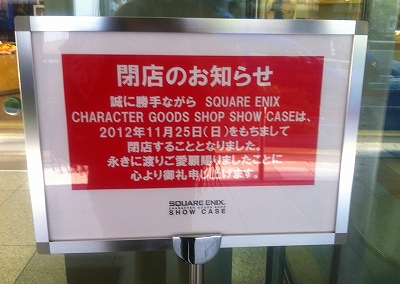 閉店のお知らせ
誠に勝手ながら SQUARE ENIX
CHARACTER GOODS SHOP SHOW CASEは、
2012年11月25日(日)をもちまして
閉店することとなりました。
永きに渡りご愛顧賜りましたことに
心より御礼申し上げます。
SQUARE ENIX.
CHARACTER GOODS SHOP
SHOW CASE